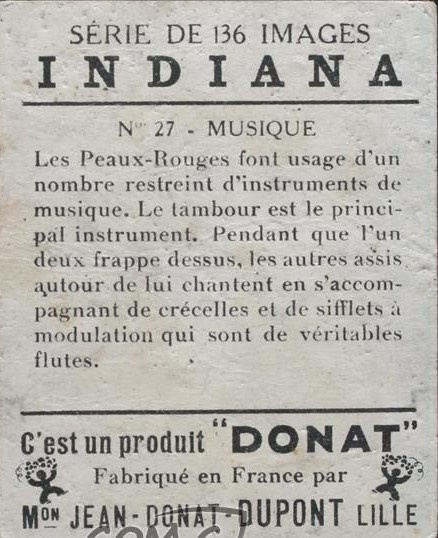 SÉRIE DE 136 IMAGES
INDIANA
No 27 - MUSIQUE
Les Peaux-Rouges font usage d'un
nombre restreint d'instruments de
musique. Le tambour est le princi-
pal instrument. Pendant que l'un
deux frappe dessus, les autres assis
autour de lui chantent en s'accom-
pagnant de crécelles et de sifflets à
modulation qui sont de véritables
flutes.
C'est un produit "DONAT"
Fabriqué en France par
MON JEAN-DONAT-DUPONT LILLE